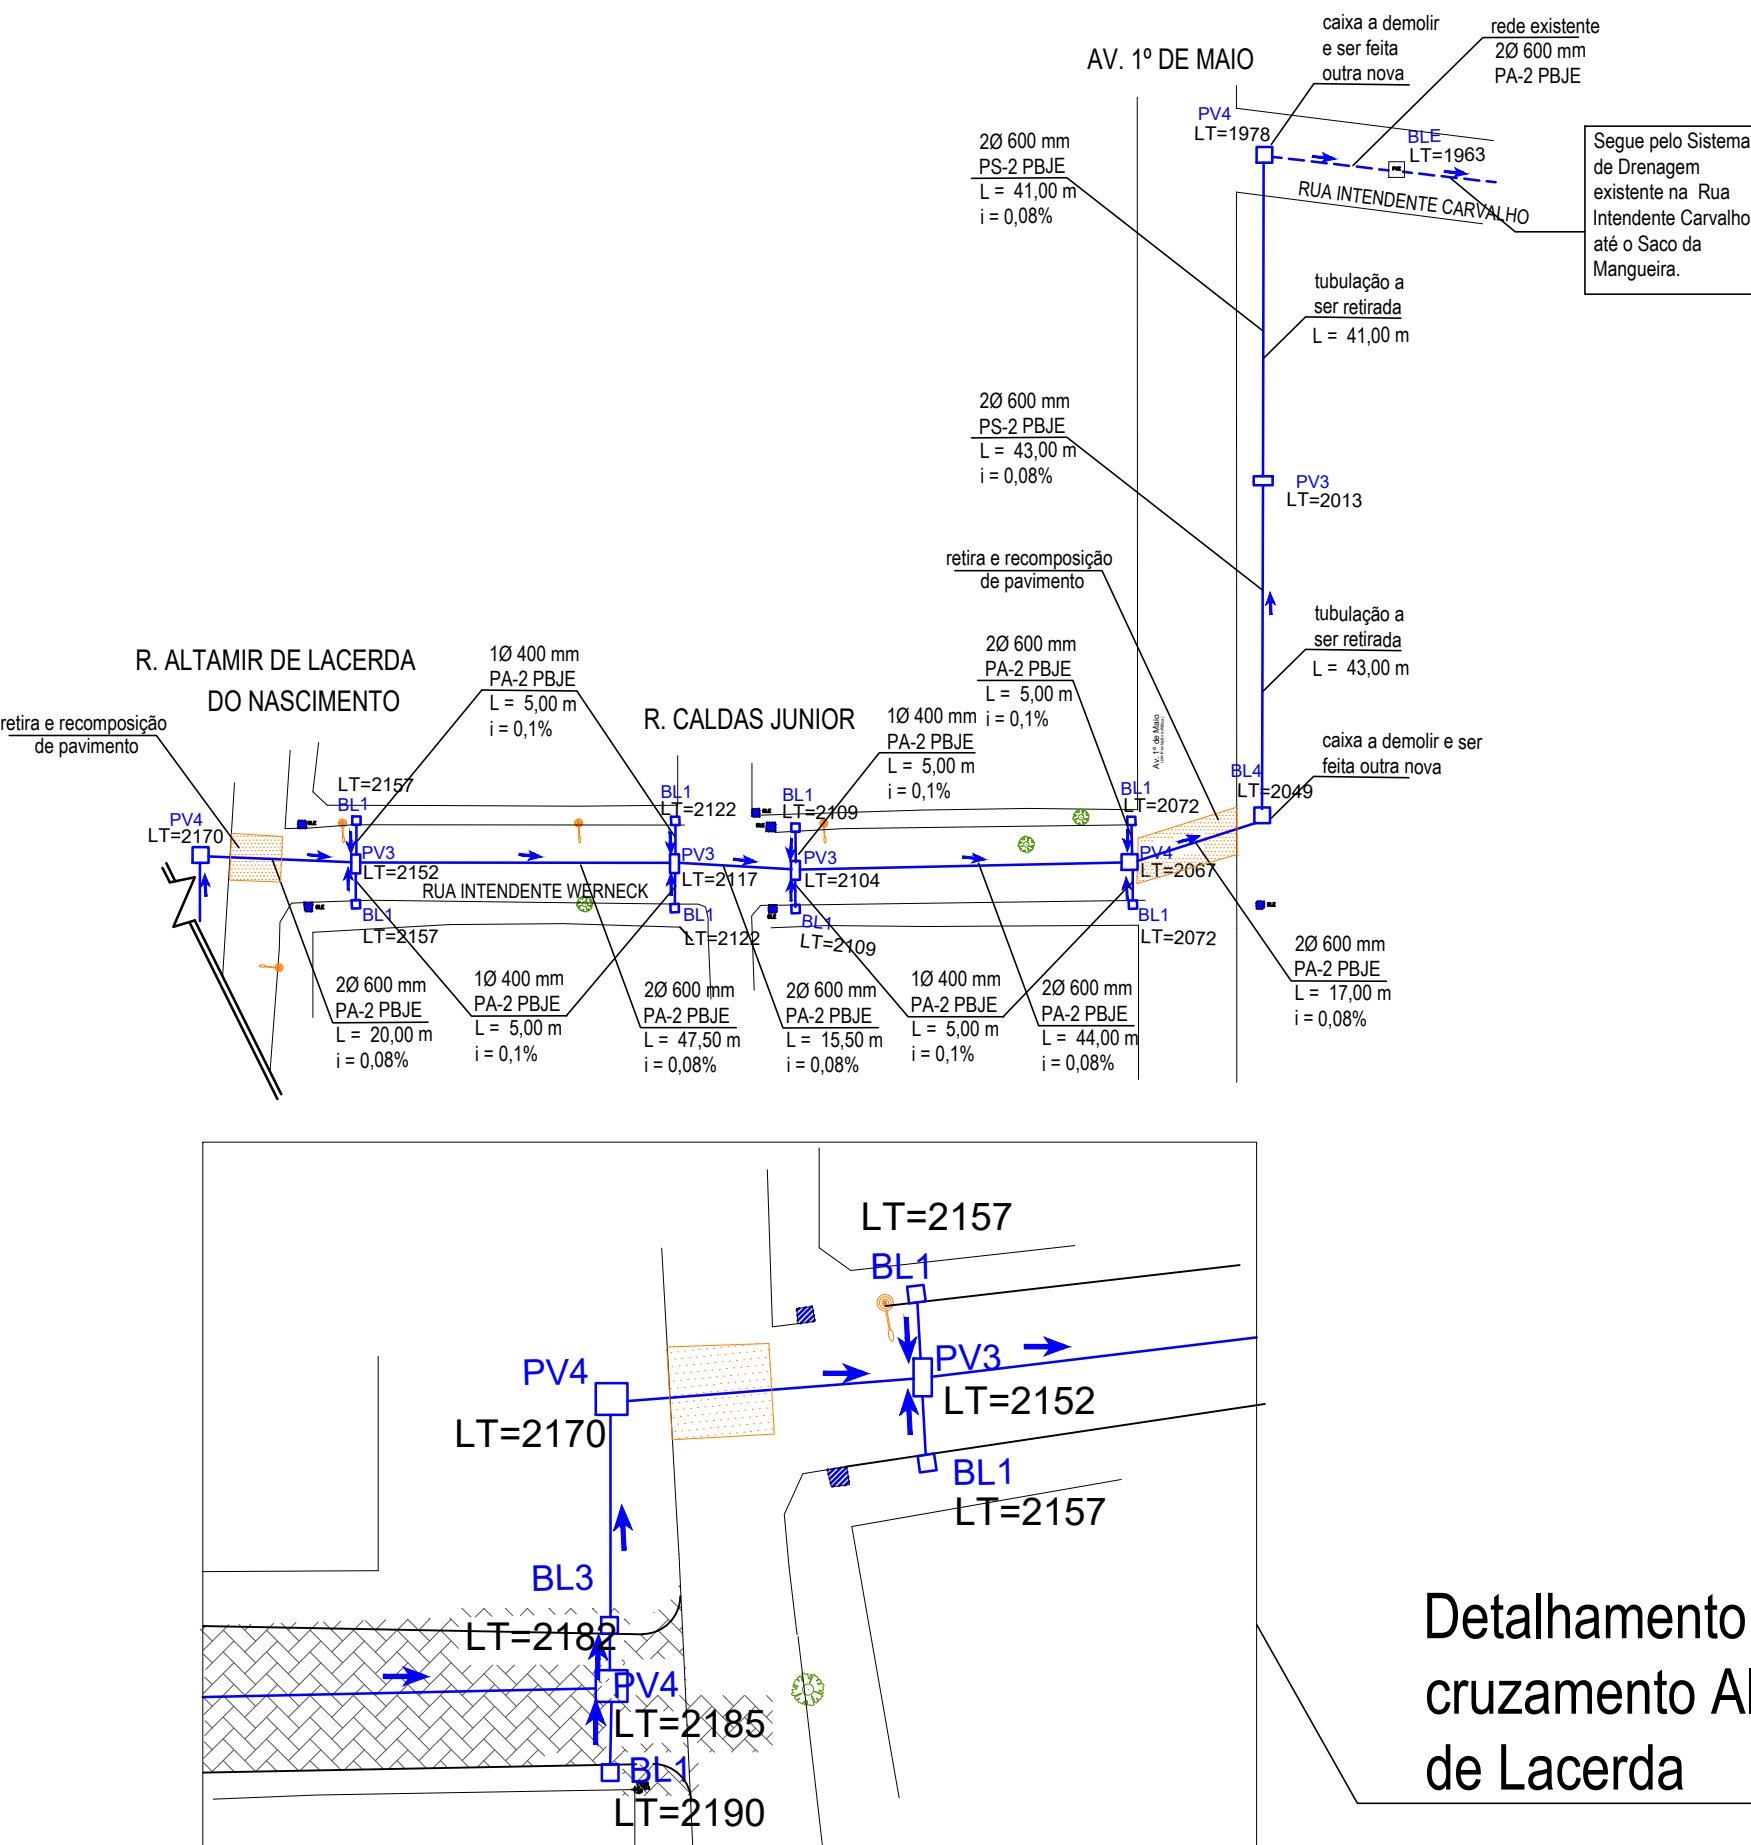 AV. 1º DE MAIO
caixa a demolir
e ser feita
outra nova
rede existente
2Ø 600 mm
PA-2 PBJE
PV4
LT=1978
BLE
LT=1963
RUA INTENDENTE CARVALHO
Segue pelo Sistema
de Drenagem
existente na Rua
Intendente Carvalho
até o Saco da
Mangueira.
2Ø 600 mm
PS-2 PBJE
L = 41,00 m
i = 0,08%
tubulação a
ser retirada
L = 41,00 m
2Ø 600 mm
PS-2 PBJE
L = 43,00 m
i = 0,08%
PV3
LT=2013
retira e recomposição
de pavimento
tubulação a
ser retirada
L = 43,00 m
R. ALTAMIR DE LACERDA
DO NASCIMENTO
1Ø 400 mm
PA-2 PBJE
L = 5,00 m
i = 0,1%
R. CALDAS JUNIOR
2Ø 600 mm
PA-2 PBJE
L = 5,00 m
i = 0,1%
1Ø 400 mm
PA-2 PBJE
L = 5,00 m
i = 0,1%
retira e recomposição
de pavimento
Av. 1º de Maio
caixa a demolir e ser
feita outra nova
BL4
LT=2049
LT=2157
BL1
BL1
LT=2122
BL1
LT=2109
BL1
LT=2072
PV4
LT=2170
PV3
LT=2152
PV3
LT=2117
PV3
LT=2104
PV4
LT=2067
RUA INTENDENTE WERNECK
BL1
LT=2157
BL1
LT=2122
BL1
LT=2109
BL1
LT=2072
2Ø 600 mm
PA-2 PBJE
L = 20,00 m
i = 0,08%
1Ø 400 mm
PA-2 PBJE
L = 5,00 m
i = 0,1%
2Ø 600 mm
PA-2 PBJE
L = 47,50 m
i = 0,08%
2Ø 600 mm
PA-2 PBJE
L = 15,50 m
i = 0,08%
1Ø 400 mm
PA-2 PBJE
L = 5,00 m
i = 0,1%
2Ø 600 mm
PA-2 PBJE
L = 44,00 m
i = 0,08%
2Ø 600 mm
PA-2 PBJE
L = 17,00 m
i = 0,08%
LT=2157
BL1
PV4
LT=2170
PV3
LT=2152
BL1
LT=2157
BL3
LT=2182
PV4
LT=2185
BL1
LT=2190
Detalhamento
cruzamento Al
de Lacerda